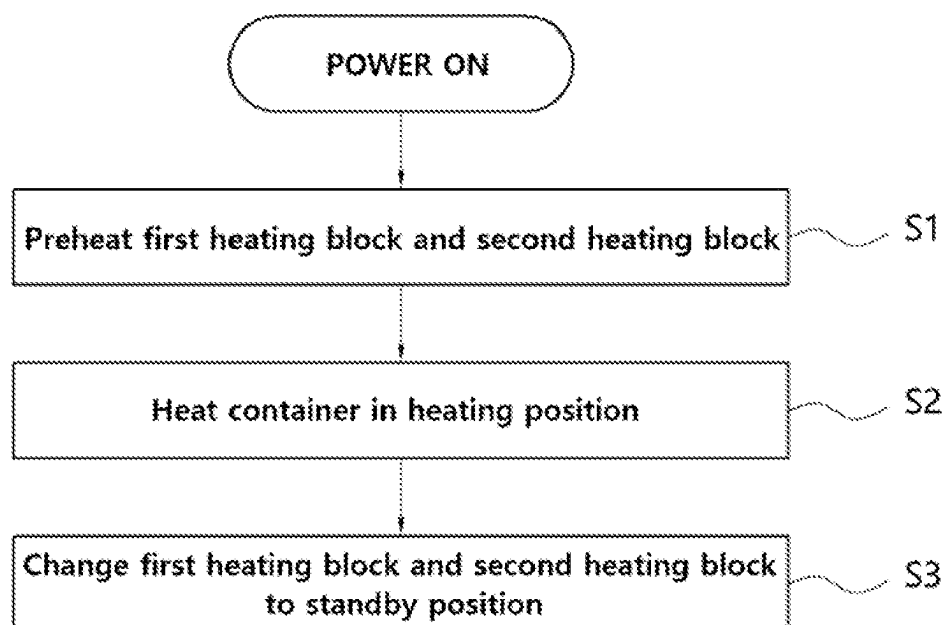 POWER ON
Preheat first heating block and second heating block
S1
Heat container in heating position
S2
Change first heating block and second heating block
to standby position
S3